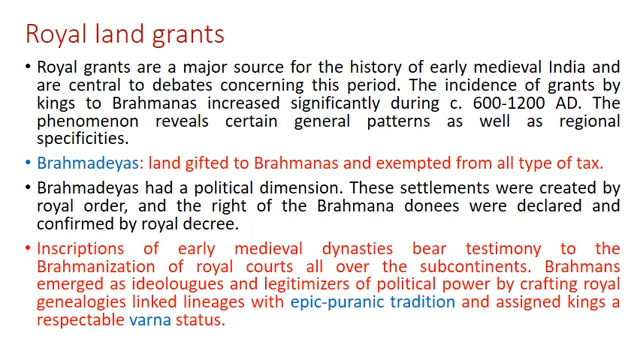 Royal land grants
• Royal grants are a major source for the history of early medieval India and
are central to debates concerning this period. The incidence of grants by
kings to Brahmanas increased significantly during c. 600-1200 AD. The
phenomenon reveals certain general patterns as well as regional
specificities.
• Brahmadeyas: land gifted to Brahmanas and exempted from all type of tax.
• Brahmadeyas had a political dimension. These settlements were created by
royal order, and the right of the Brahmana donees were declared and
confirmed by royal decree.
• Inscriptions of early medieval dynasties bear testimony to the
Brahmanization of royal courts all over the subcontinents. Brahmans
emerged as ideolougues and legitimizers of political power by crafting royal
genealogies linked lineages with epic-puranic tradition and assigned kings a
respectable varna status.